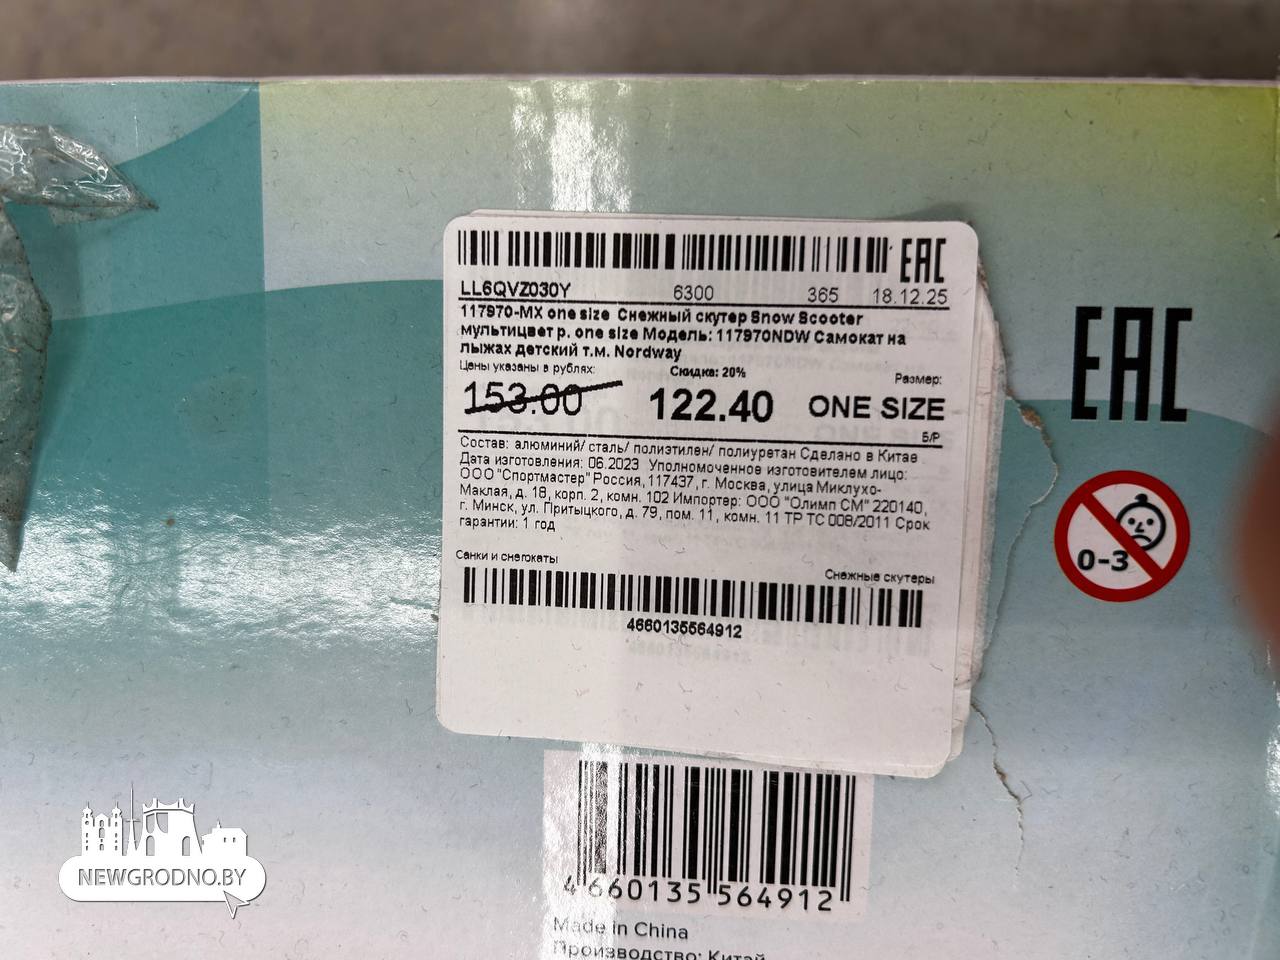 EAC
LL6QVZ030Y 6300 365 18.12.25
117970-MX one size Снежный скутер Snow Scooter
мультицвет р. one size Модель: 117970NDW Самокат на
лыжах детский т.м. Nordway
Цены указаны в рублях: Скидка: 20% Размер:
153.00 122.40 ONE SIZE
Б/Р
Состав: алюминий/ сталь/ полиэтилен/ полиуретан Сделано в Китае
Дата изготовления: 06.2023 Уполномоченное изготовителем лицо:
ООО "Спортмастер" Россия, 117437, г. Москва, улица Миклухо-
Маклая, д. 18, корп. 2, комн. 102 Импортер: ООО "Олимп СМ" 220140,
г. Минск, ул. Притыцкого, д. 79, пом. 11, комн. 11 ТР ТС 008/2011 Срок
гарантии: 1 год
Санки и снегокаты Снежные скутеры
4660135564912
EAC
0-3
4 660135 564912
Made in China
Производство: Китай
NEWGRODNO.BY